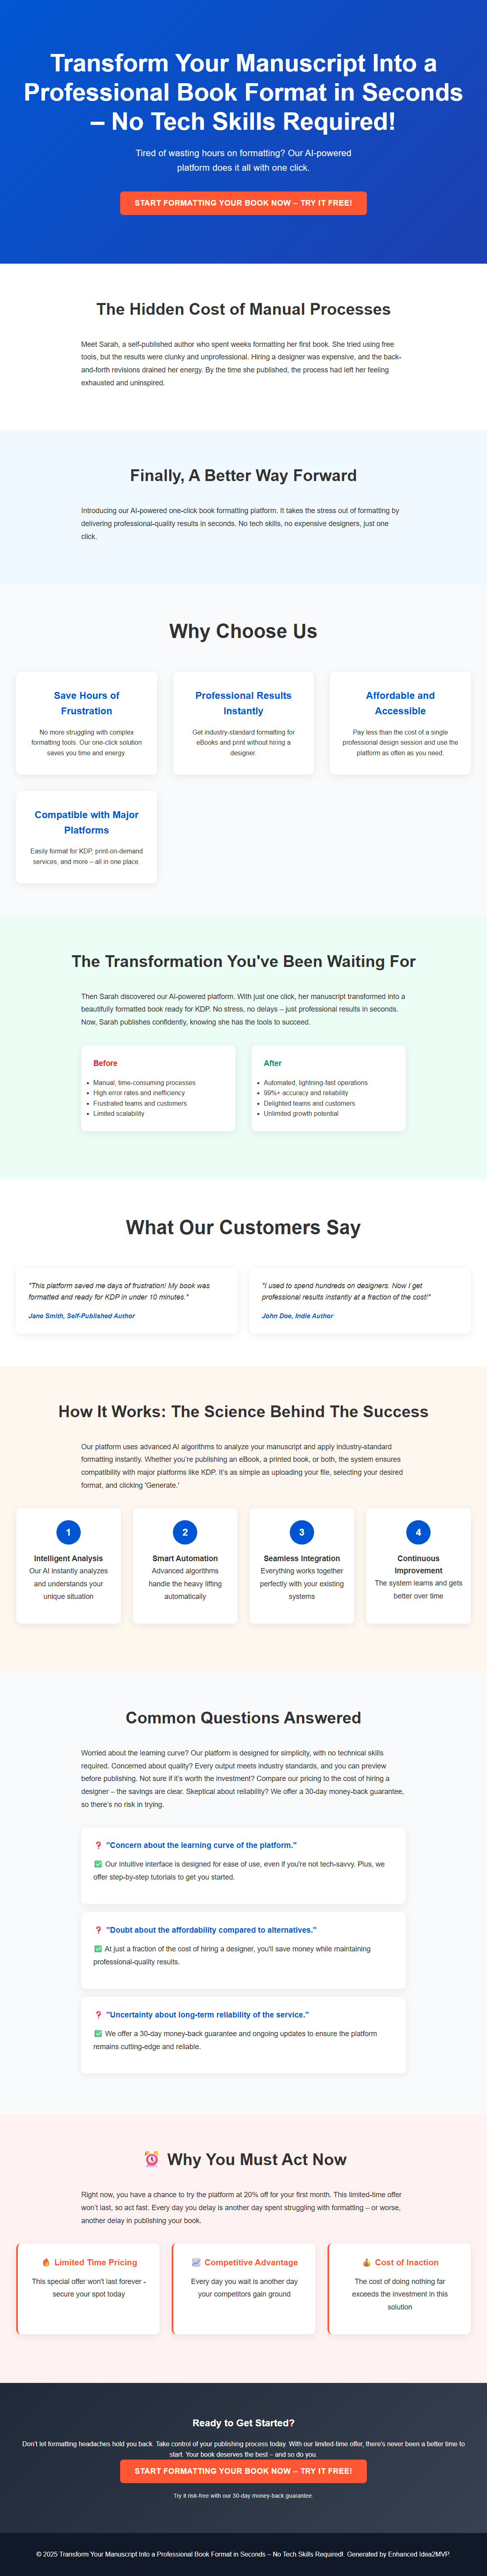 Transform Your Manuscript Into a
Professional Book Format in Seconds
– No Tech Skills Required!
Tired of wasting hours on formatting? Our AI-powered
platform does it all with one click.
START FORMATTING YOUR BOOK NOW – TRY IT FREE!
The Hidden Cost of Manual Processes
Meet Sarah, a self-published author who spent weeks formatting her first book. She tried using free
tools, but the results were clunky and unprofessional. Hiring a designer was expensive, and the back-
and-forth revisions drained her energy. By the time she published, the process had left her feeling
exhausted and uninspired.
Finally, A Better Way Forward
Introducing our AI-powered one-click book formatting platform. It takes the stress out of formatting by
delivering professional-quality results in seconds. No tech skills, no expensive designers, just one
click.
Why Choose Us
Save Hours of
Frustration
No more struggling with complex
formatting tools. Our one-click solution
saves you time and energy.
Professional Results
Instantly
Get industry-standard formatting for
eBooks and print without hiring a
designer.
Affordable and
Accessible
Pay less than the cost of a single
professional design session and use the
platform as often as you need.
Compatible with Major
Platforms
Easily format for KDP, print-on-demand
services, and more – all in one place.
The Transformation You've Been Waiting For
Then Sarah discovered our AI-powered platform. With just one click, her manuscript transformed into a
beautifully formatted book ready for KDP. No stress, no delays – just professional results in seconds.
Now, Sarah publishes confidently, knowing she has the tools to succeed.
Before
• Manual, time-consuming processes
• High error rates and inefficiency
• Frustrated teams and customers
• Limited scalability
After
• Automated, lightning-fast operations
• 99%+ accuracy and reliability
• Delighted teams and customers
• Unlimited growth potential
What Our Customers Say
"This platform saved me days of frustration! My book was
formatted and ready for KDP in under 10 minutes."
Jane Smith, Self-Published Author
"I used to spend hundreds on designers. Now I get
professional results instantly at a fraction of the cost!"
John Doe, Indie Author
How It Works: The Science Behind The Success
Our platform uses advanced AI algorithms to analyze your manuscript and apply industry-standard
formatting instantly. Whether you're publishing an eBook, a printed book, or both, the system ensures
compatibility with major platforms like KDP. It's as simple as uploading your file, selecting your desired
format, and clicking 'Generate.'
1
Intelligent Analysis
Our AI instantly analyzes
and understands your
unique situation
2
Smart Automation
Advanced algorithms
handle the heavy lifting
automatically
3
Seamless Integration
Everything works together
perfectly with your existing
systems
4
Continuous
Improvement
The system learns and gets
better over time
Common Questions Answered
Worried about the learning curve? Our platform is designed for simplicity, with no technical skills
required. Concerned about quality? Every output meets industry standards, and you can preview
before publishing. Not sure if it's worth the investment? Compare our pricing to the cost of hiring a
designer – the savings are clear. Skeptical about reliability? We offer a 30-day money-back guarantee,
so there's no risk in trying.
❓ "Concern about the learning curve of the platform."
✅ Our intuitive interface is designed for ease of use, even if you're not tech-savvy. Plus, we
offer step-by-step tutorials to get you started.
❓ "Doubt about the affordability compared to alternatives."
✅ At just a fraction of the cost of hiring a designer, you'll save money while maintaining
professional-quality results.
❓ "Uncertainty about long-term reliability of the service."
✅ We offer a 30-day money-back guarantee and ongoing updates to ensure the platform
remains cutting-edge and reliable.
⏰ Why You Must Act Now
Right now, you have a chance to try the platform at 20% off for your first month. This limited-time offer
won't last, so act fast. Every day you delay is another day spent struggling with formatting – or worse,
another delay in publishing your book.
🔥 Limited Time Pricing
This special offer won't last forever -
secure your spot today
📈 Competitive Advantage
Every day you wait is another day
your competitors gain ground
💰 Cost of Inaction
The cost of doing nothing far
exceeds the investment in this
solution
Ready to Get Started?
Don't let formatting headaches hold you back. Take control of your publishing process today. With our limited-time offer, there's never been a better time to
start. Your book deserves the best – and so do you.
START FORMATTING YOUR BOOK NOW – TRY IT FREE!
Try it risk-free with our 30-day money-back guarantee.
© 2025 Transform Your Manuscript Into a Professional Book Format in Seconds – No Tech Skills Required!. Generated by Enhanced Idea2MVP.